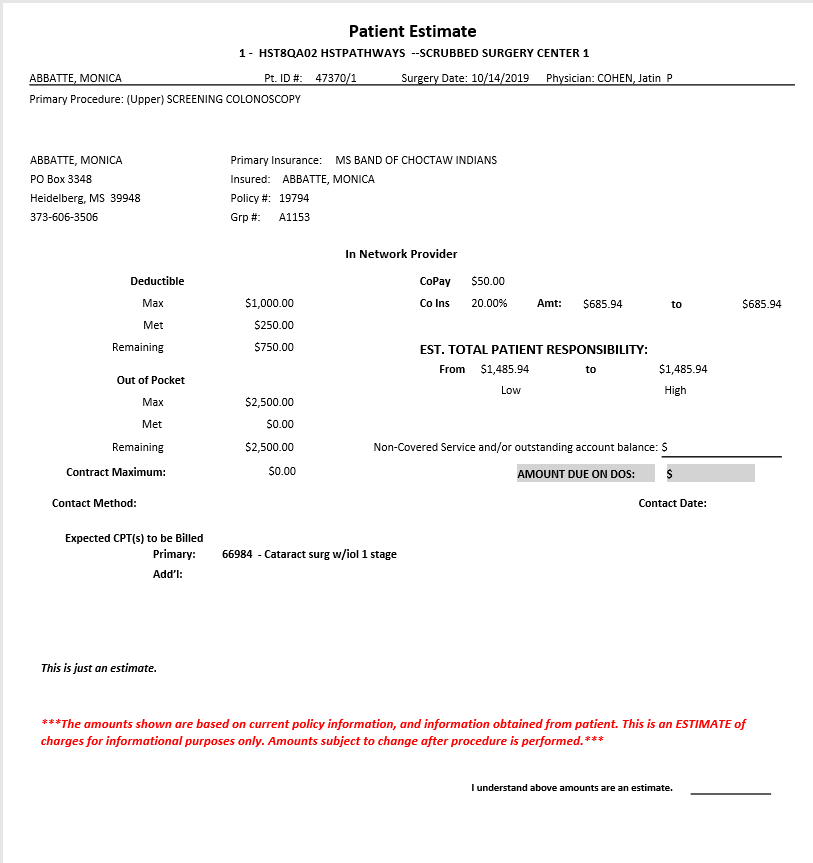 Patient Estimate
1 - HST8QA02 HSTPATHWAYS --SCRUBBED SURGERY CENTER 1
ABBATTE, MONICA Pt. ID #: 47370/1 Surgery Date: 10/14/2019 Physician: COHEN, Jatin P
Primary Procedure: (Upper) SCREENING COLONOSCOPY
ABBATTE, MONICA Primary Insurance: MS BAND OF CHOCTAW INDIANS
PO Box 3348 Insured: ABBATTE, MONICA
Heidelberg, MS 39948 Policy #: 19794
373-606-3506 Grp #: A1153
In Network Provider
Deductible CoPay $50.00
Max $1,000.00 Co Ins 20.00% Amt: $685.94 to $685.94
Met $250.00
Remaining $750.00 EST. TOTAL PATIENT RESPONSIBILITY:
From $1,485.94 to $1,485.94
Out of Pocket Low High
Max $2,500.00
Met $0.00
Remaining $2,500.00 Non-Covered Service and/or outstanding account balance: $
Contract Maximum: $0.00 AMOUNT DUE ON DOS: $
Contact Method: Contact Date:
Expected CPT(s) to be Billed
Primary: 66984 - Cataract surg w/iol 1 stage
Add'l:
This is just an estimate.
***The amounts shown are based on current policy information, and information obtained from patient. This is an ESTIMATE of
charges for informational purposes only. Amounts subject to change after procedure is performed.***
I understand above amounts are an estimate.